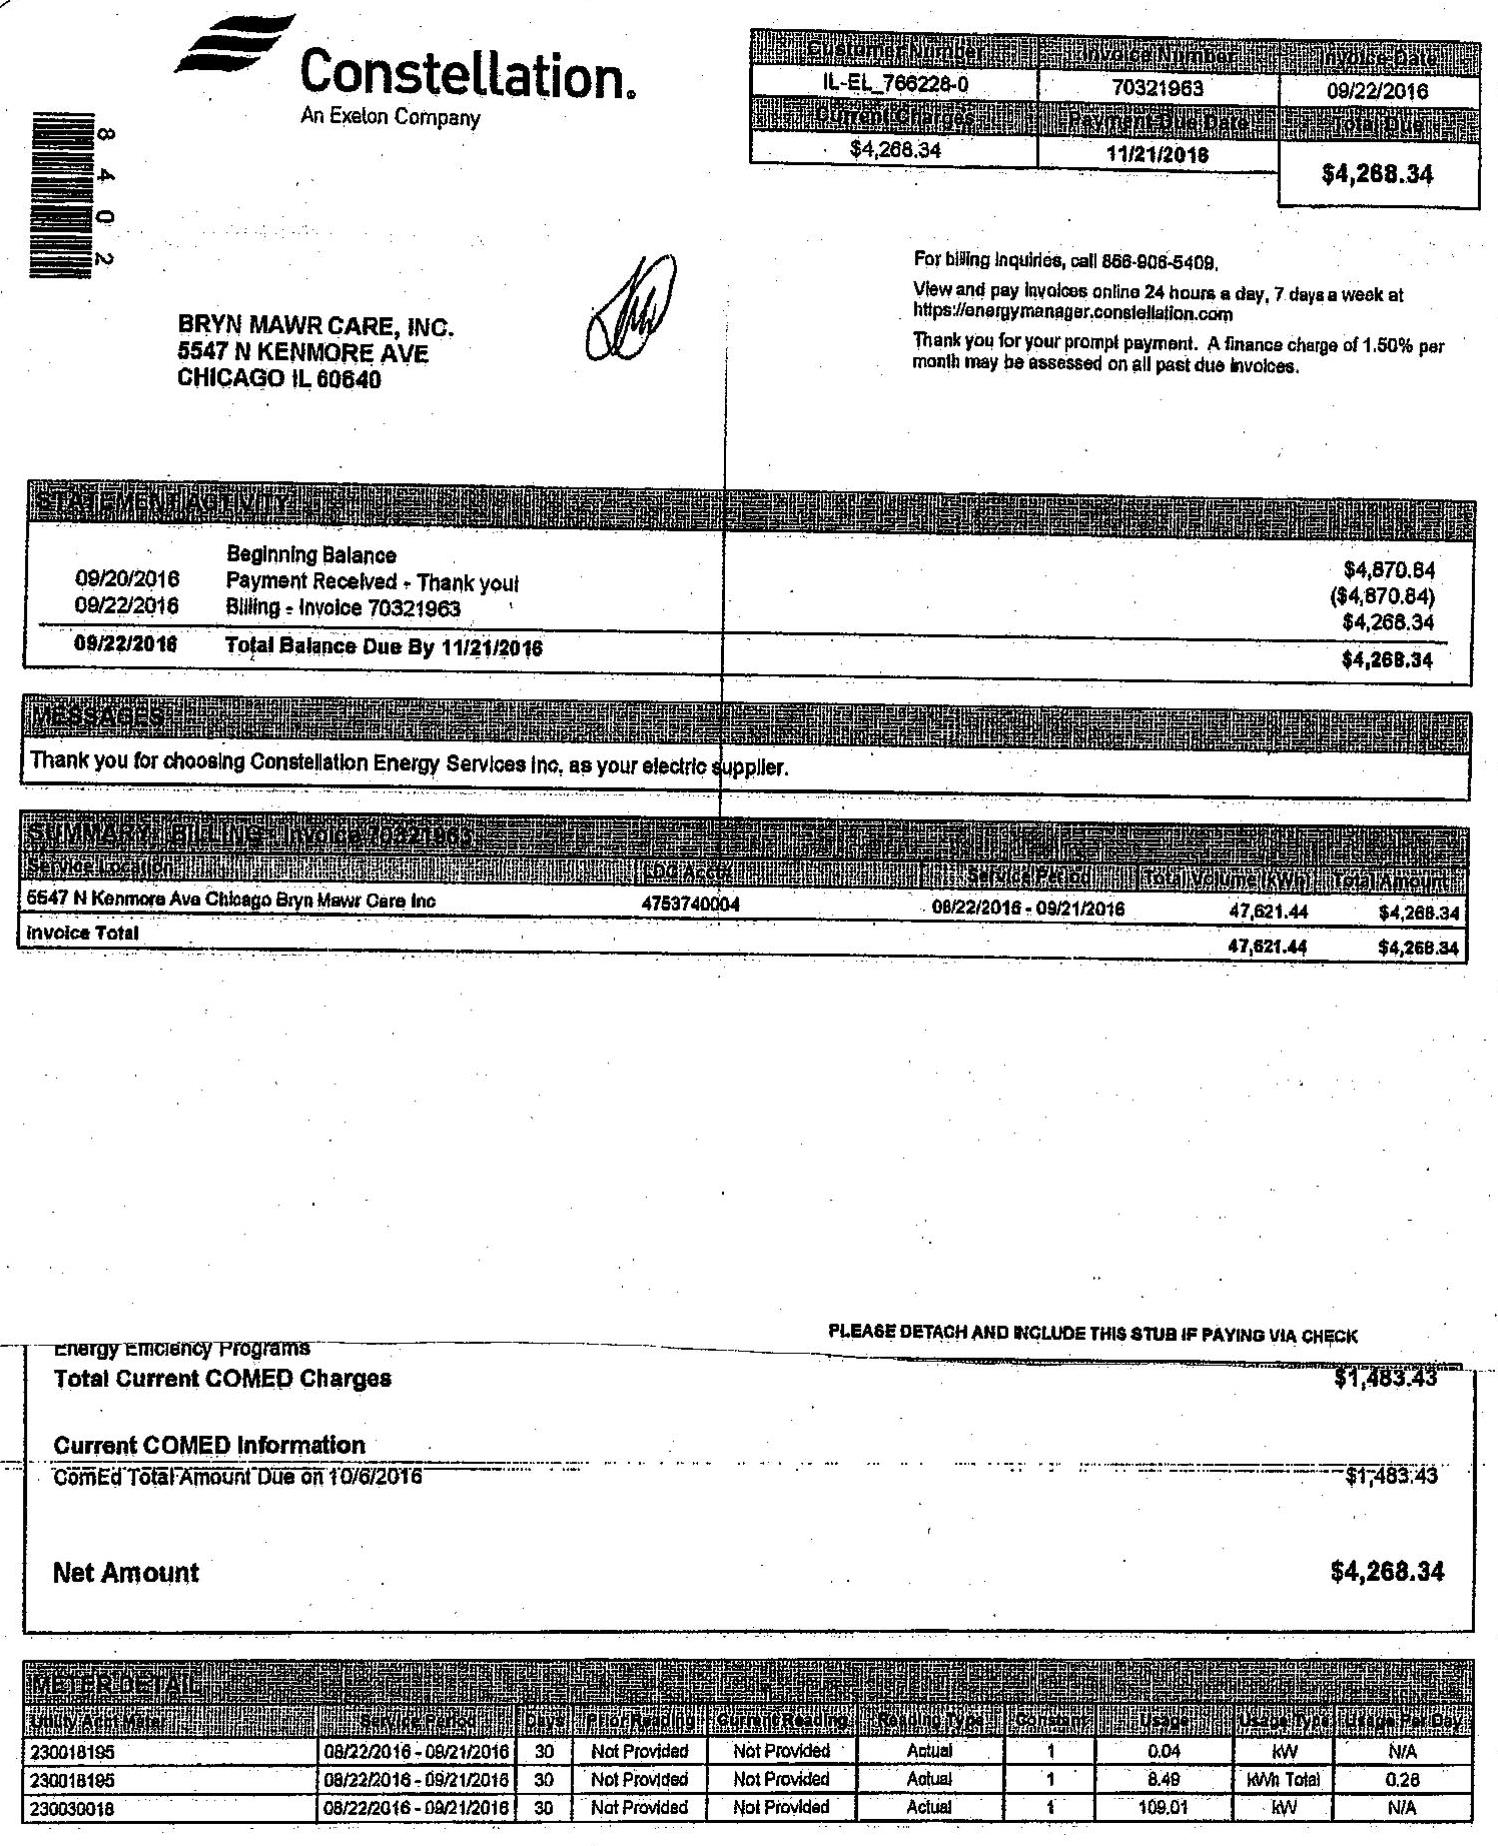 Constellation.
An Exelon Company
Customer Number Invoice Number Invoice Date
IL-EL_766228-0 70321963 09/22/2016
Current Charges Payment Due Date Total Due
$4,268.34 11/21/2016 $4,268.34
8402
For billing inquiries, call 866-906-5409.
View and pay invoices online 24 hours a day, 7 days a week at
https://energymanager.constellation.com
Thank you for your prompt payment. A finance charge of 1.50% per
month may be assessed on all past due invoices.
BRYN MAWR CARE, INC.
5547 N KENMORE AVE
CHICAGO IL 60640
STATEMENT ACTIVITY
Beginning Balance $4,870.84
09/20/2016 Payment Received - Thank you! ($4,870.84)
09/22/2016 Billing - Invoice 70321963 $4,268.34
09/22/2016 Total Balance Due By 11/21/2016 $4,268.34
MESSAGES
Thank you for choosing Constellation Energy Services Inc. as your electric supplier.
SUMMARY BILLING - Invoice 70321963
Service Location LDC Acct# Service Period Total Volume (kWh) Total Amount
5547 N Kenmore Ave Chicago Bryn Mawr Care Inc 4753740004 08/22/2016 - 09/21/2016 47,621.44 $4,268.34
Invoice Total 47,621.44 $4,268.34
PLEASE DETACH AND INCLUDE THIS STUB IF PAYING VIA CHECK
Energy Efficiency Programs
Total Current COMED Charges $1,483.43
Current COMED Information
ComEd Total Amount Due on 10/6/2016 $1,483.43
Net Amount $4,268.34
METER DETAIL
Utility Acct Meter Service Period Days Prior Reading Current Reading Reading Type Constant Usage Usage Type Usage Per Day
230018195 08/22/2016 - 09/21/2016 30 Not Provided Not Provided Actual 1 0.04 kW N/A
230018195 08/22/2016 - 09/21/2016 30 Not Provided Not Provided Actual 1 8.49 kWh Total 0.28
230030018 08/22/2016 - 09/21/2016 30 Not Provided Not Provided Actual 1 109.01 kW N/A